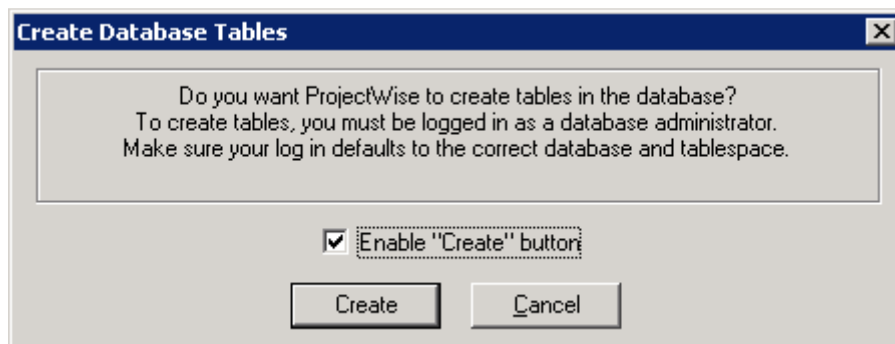 Create Database Tables
Do you want ProjectWise to create tables in the database?
To create tables, you must be logged in as a database administrator.
Make sure your log in defaults to the correct database and tablespace.
Enable "Create" button
Create Cancel